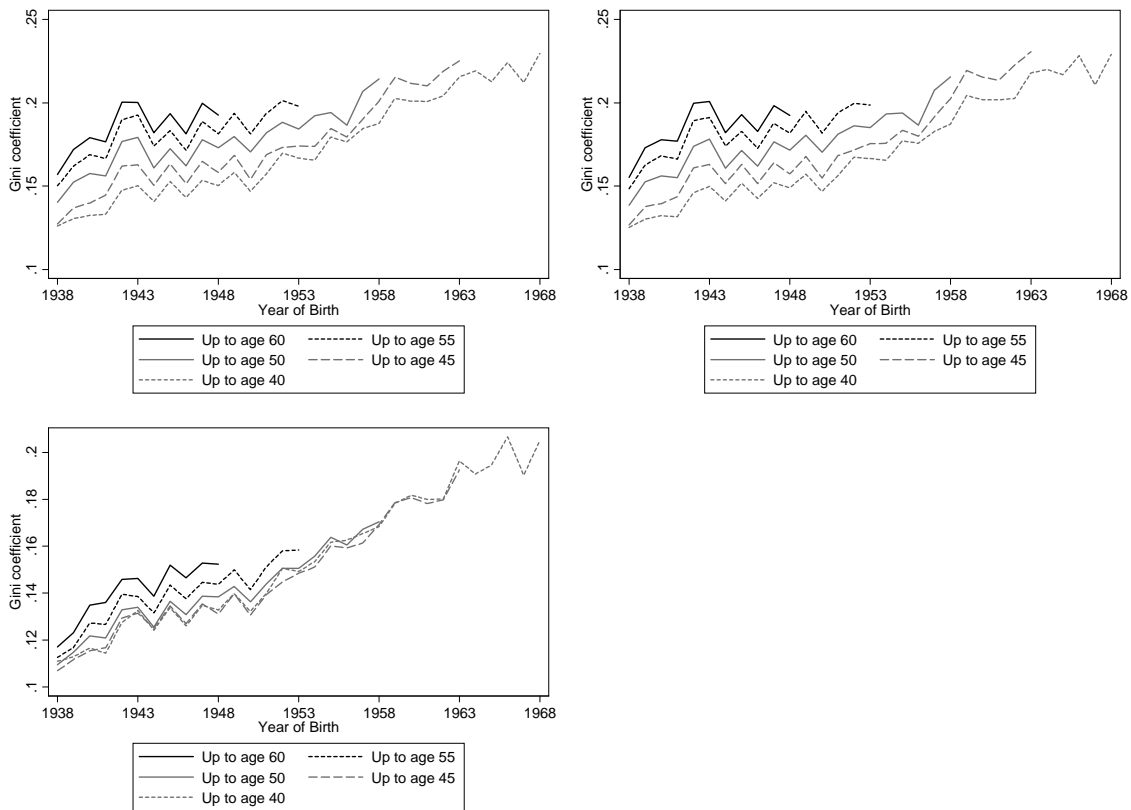 .25
.2
.15
.1
Gini coefficient
1938 1943 1948 1953 1958 1963 1968
Year of Birth
Up to age 60 Up to age 55
Up to age 50 Up to age 45
Up to age 40
.25
.2
.15
.1
Gini coefficient
1938 1943 1948 1953 1958 1963 1968
Year of Birth
Up to age 60 Up to age 55
Up to age 50 Up to age 45
Up to age 40
.2
.18
.16
.14
.12
.1
Gini coefficient
1938 1943 1948 1953 1958 1963 1968
Year of Birth
Up to age 60 Up to age 55
Up to age 50 Up to age 45
Up to age 40